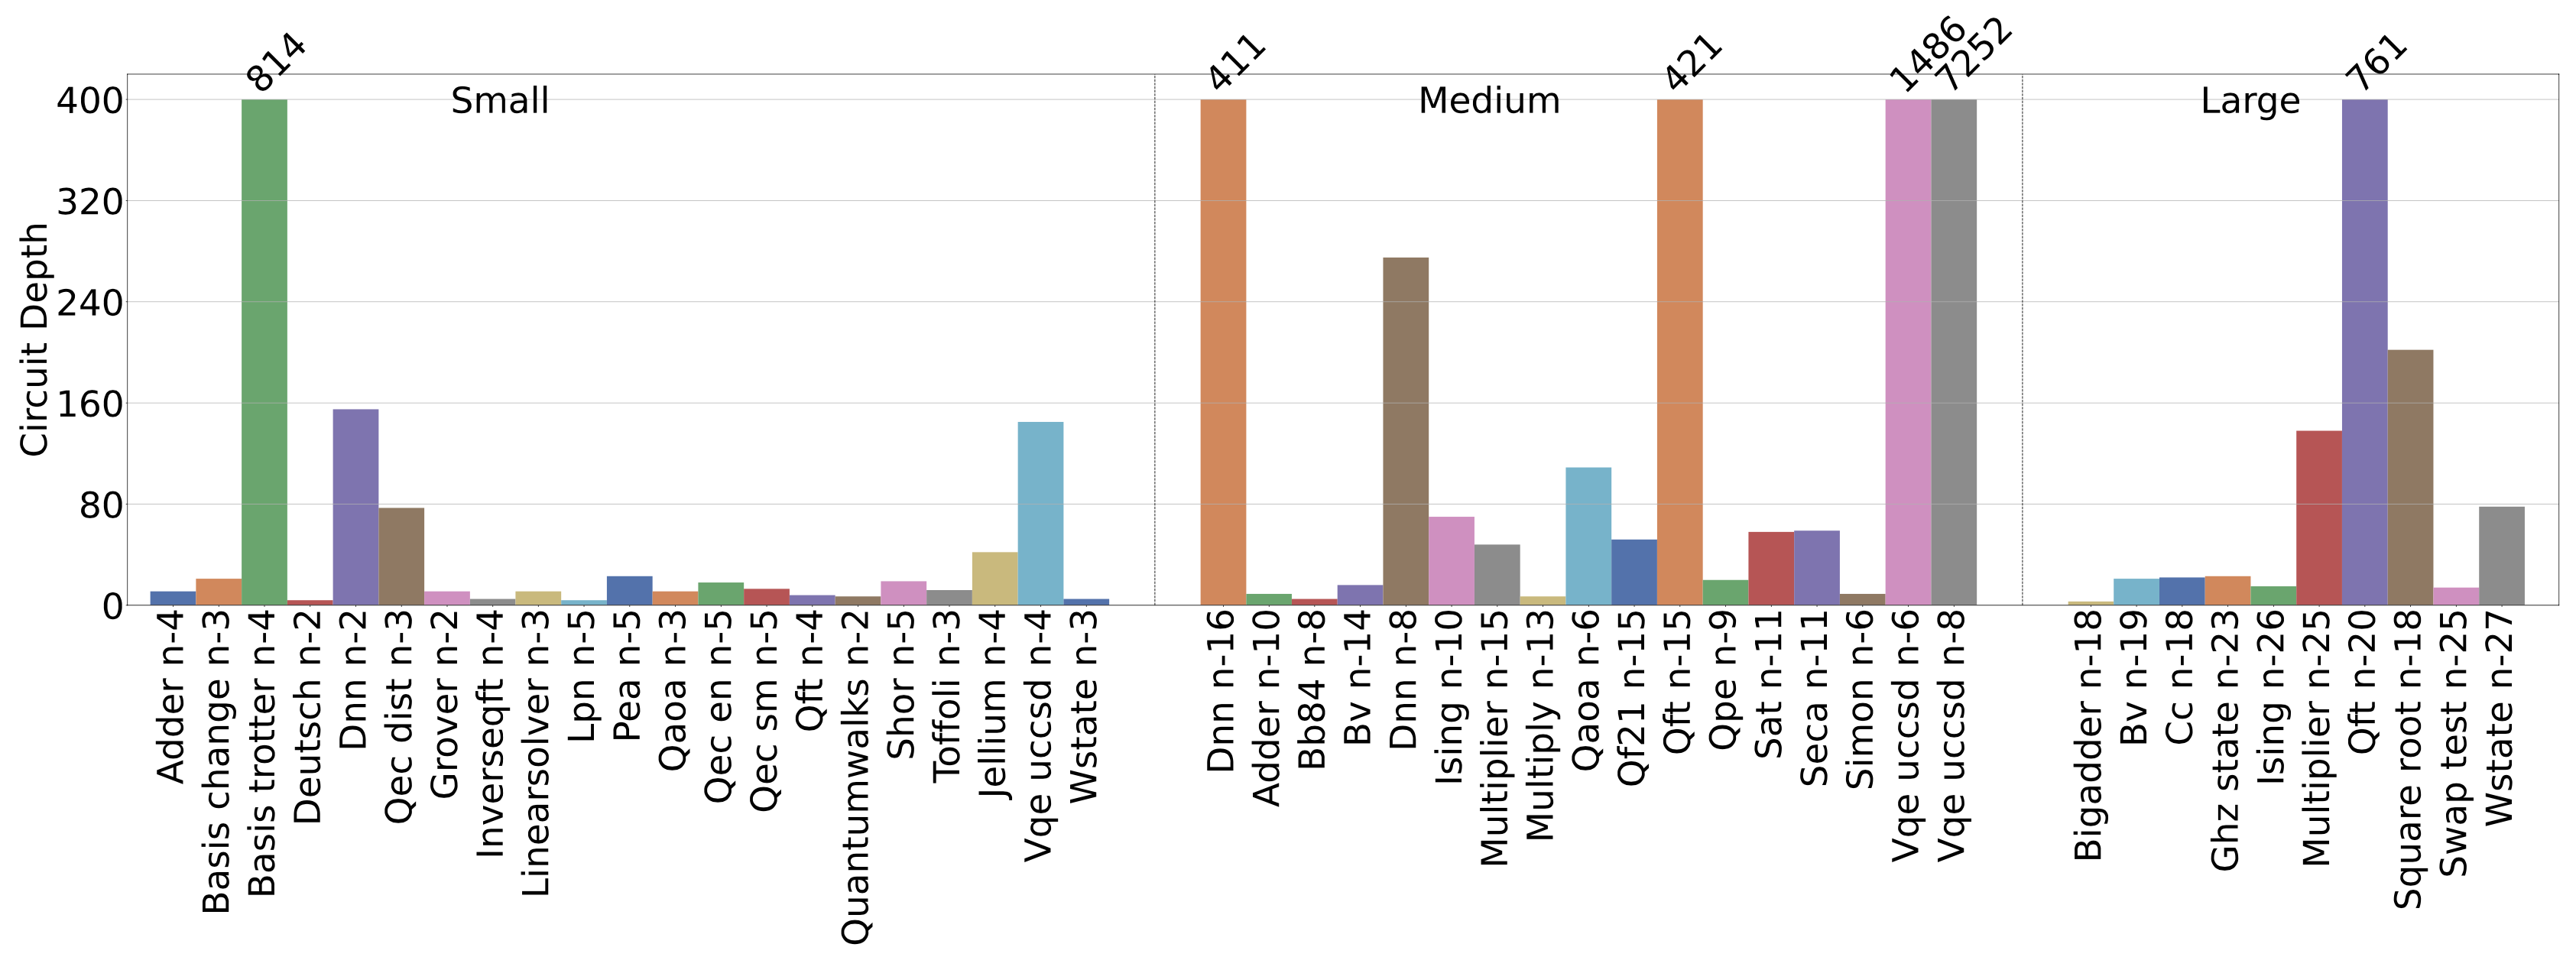 814
411
421
1486
7252
761
Small
Medium
Large
Circuit Depth
400
320
240
160
80
0
Adder n-4
Basis change n-3
Basis trotter n-4
Deutsch n-2
Dnn n-2
Qec dist n-3
Grover n-2
Inverseqft n-4
Linearsolver n-3
Lpn n-5
Pea n-5
Qaoa n-3
Qec en n-5
Qec sm n-5
Qft n-4
Quantumwalks n-2
Shor n-5
Toffoli n-3
Jellium n-4
Vqe uccsd n-4
Wstate n-3
Dnn n-16
Adder n-10
Bb84 n-8
Bv n-14
Dnn n-8
Ising n-10
Multiplier n-15
Multiply n-13
Qaoa n-6
Qf21 n-15
Qft n-15
Qpe n-9
Sat n-11
Seca n-11
Simon n-6
Vqe uccsd n-6
Vqe uccsd n-8
Bigadder n-18
Bv n-19
Cc n-18
Ghz state n-23
Ising n-26
Multiplier n-25
Qft n-20
Square root n-18
Swap test n-25
Wstate n-27